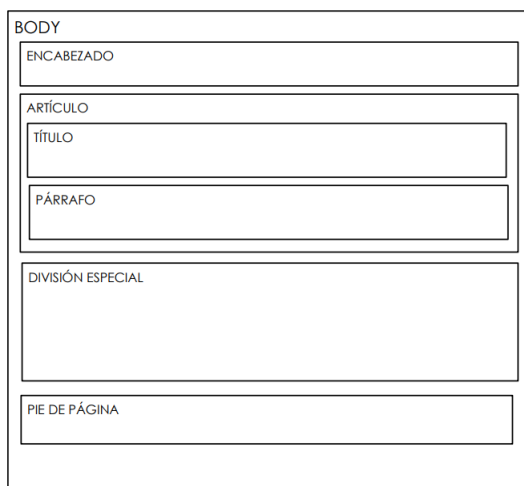 BODY
ENCABEZADO
ARTÍCULO
TÍTULO
PÁRRAFO
DIVISIÓN ESPECIAL
PIE DE PÁGINA